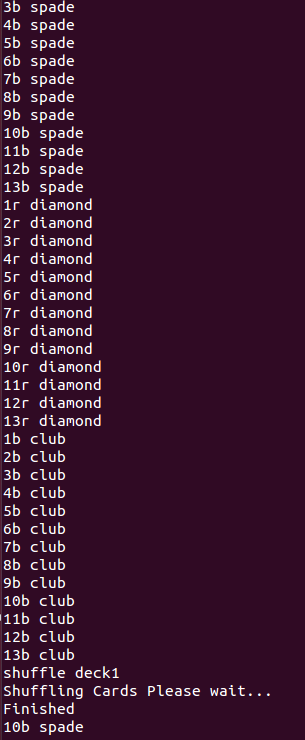 3b spade
4b spade
5b spade
6b spade
7b spade
8b spade
9b spade
10b spade
11b spade
12b spade
13b spade
1r diamond
2r diamond
3r diamond
4r diamond
5r diamond
6r diamond
7r diamond
8r diamond
9r diamond
10r diamond
11r diamond
12r diamond
13r diamond
1b club
2b club
3b club
4b club
5b club
6b club
7b club
8b club
9b club
10b club
11b club
12b club
13b club
shuffle deck1
Shuffling Cards Please wait...
Finished
10b spade